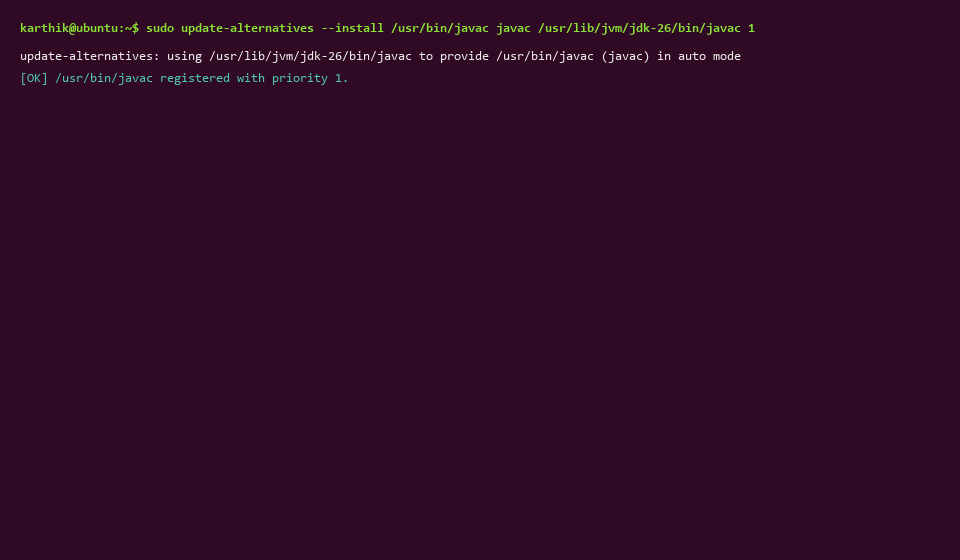 karthik@ubuntu:~$ sudo update-alternatives --install /usr/bin/javac javac /usr/lib/jvm/jdk-26/bin/javac 1
update-alternatives: using /usr/lib/jvm/jdk-26/bin/javac to provide /usr/bin/javac (javac) in auto mode
[OK] /usr/bin/javac registered with priority 1.